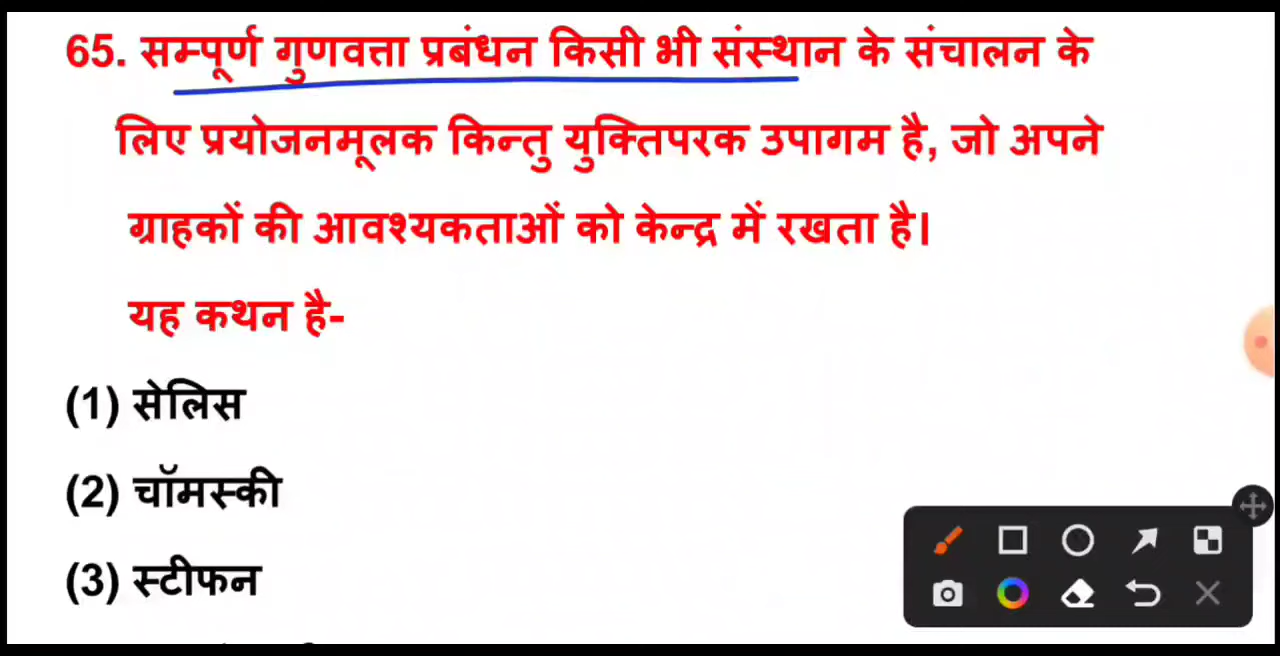 65. सम्पूर्ण गुणवत्ता प्रबंधन किसी भी संस्थान के संचालन के
लिए प्रयोजनमूलक किन्तु युक्तिपरक उपागम है, जो अपने
ग्राहकों की आवश्यकताओं को केन्द्र में रखता है।
यह कथन है-
(1) सेलिस
(2) चॉमस्की
(3) स्टीफन